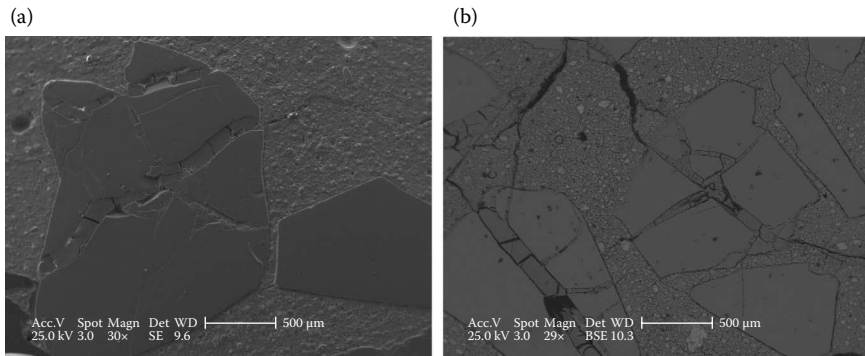 (a)
(b)
Acc.V Spot Magn Det WD
25.0 kV 3.0 30× SE 9.6
500 µm
Acc.V Spot Magn Det WD
25.0 kV 3.0 29× BSE 10.3
500 µm